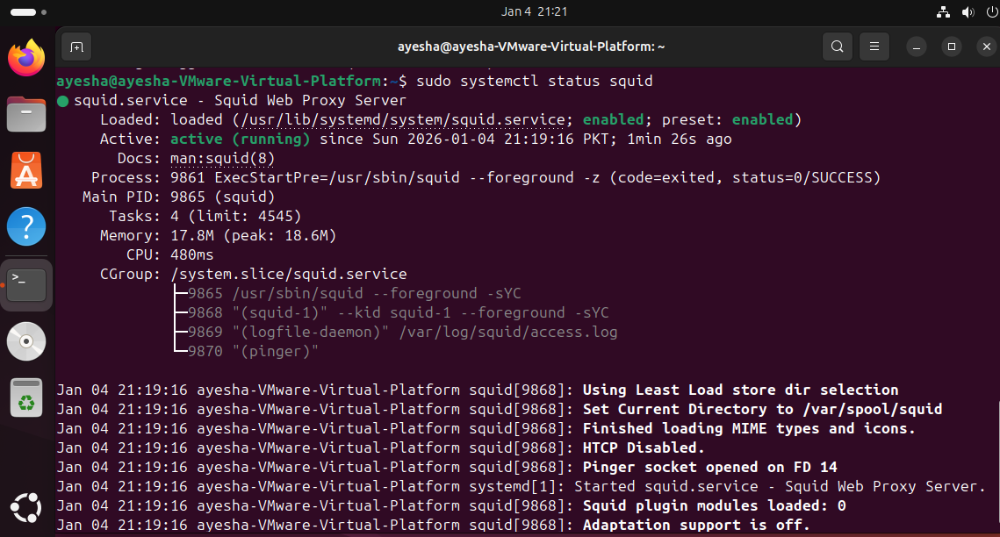 Jan 4 21:21
ayesha@ayesha-VMware-Virtual-Platform: ~
ayesha@ayesha-VMware-Virtual-Platform:~$ sudo systemctl status squid
● squid.service - Squid Web Proxy Server
Loaded: loaded (/usr/lib/systemd/system/squid.service; enabled; preset: enabled)
Active: active (running) since Sun 2026-01-04 21:19:16 PKT; 1min 26s ago
Docs: man:squid(8)
Process: 9861 ExecStartPre=/usr/sbin/squid --foreground -z (code=exited, status=0/SUCCESS)
Main PID: 9865 (squid)
Tasks: 4 (limit: 4545)
Memory: 17.8M (peak: 18.6M)
CPU: 480ms
CGroup: /system.slice/squid.service
├─9865 /usr/sbin/squid --foreground -sYC
├─9868 "(squid-1)" --kid squid-1 --foreground -sYC
├─9869 "(logfile-daemon)" /var/log/squid/access.log
└─9870 "(pinger)"
Jan 04 21:19:16 ayesha-VMware-Virtual-Platform squid[9868]: Using Least Load store dir selection
Jan 04 21:19:16 ayesha-VMware-Virtual-Platform squid[9868]: Set Current Directory to /var/spool/squid
Jan 04 21:19:16 ayesha-VMware-Virtual-Platform squid[9868]: Finished loading MIME types and icons.
Jan 04 21:19:16 ayesha-VMware-Virtual-Platform squid[9868]: HTCP Disabled.
Jan 04 21:19:16 ayesha-VMware-Virtual-Platform squid[9868]: Pinger socket opened on FD 14
Jan 04 21:19:16 ayesha-VMware-Virtual-Platform systemd[1]: Started squid.service - Squid Web Proxy Server.
Jan 04 21:19:16 ayesha-VMware-Virtual-Platform squid[9868]: Squid plugin modules loaded: 0
Jan 04 21:19:16 ayesha-VMware-Virtual-Platform squid[9868]: Adaptation support is off.